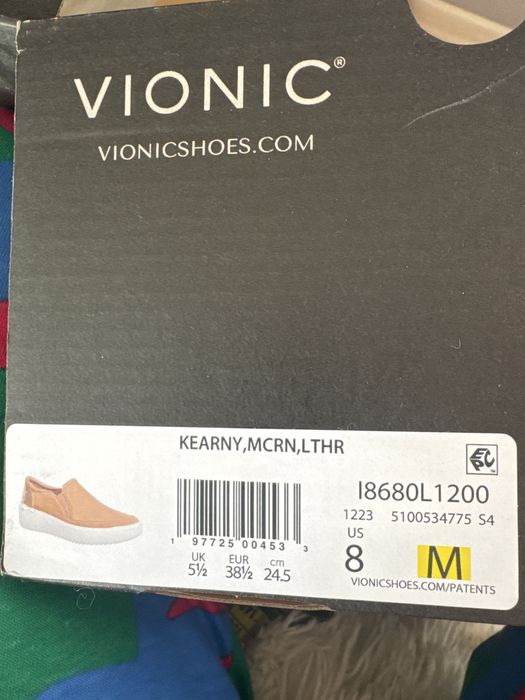 VIONIC®
VIONICSHOES.COM
KEARNY,MCRN,LTHR
EPC™
I8680L1200
1223 5100534775 S4
1 97725 00453 3
US
8 M
UK EUR cm
5½ 38½ 24.5
VIONICSHOES.COM/PATENTS